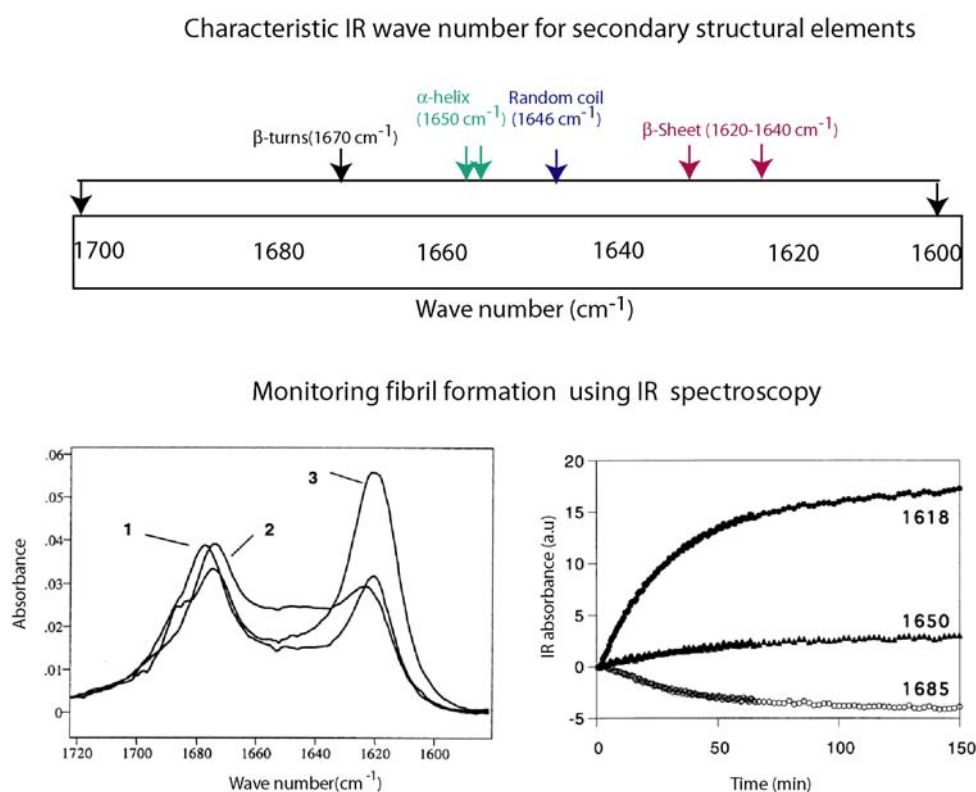 Characteristic IR wave number for secondary structural elements
α-helix
(1650 cm⁻¹)
Random coil
(1646 cm⁻¹)
β-turns(1670 cm⁻¹)
β-Sheet (1620-1640 cm⁻¹)
1700 1680 1660 1640 1620 1600
Wave number (cm⁻¹)
Monitoring fibril formation using IR spectroscopy
.06
.05
.04
.03
.02
.01
0
Absorbance
1
2
3
1720 1700 1680 1660 1640 1620 1600
Wave number(cm⁻¹)
20
15
10
5
0
-5
IR absorbance (a.u)
1618
1650
1685
0 50 100 150
Time (min)